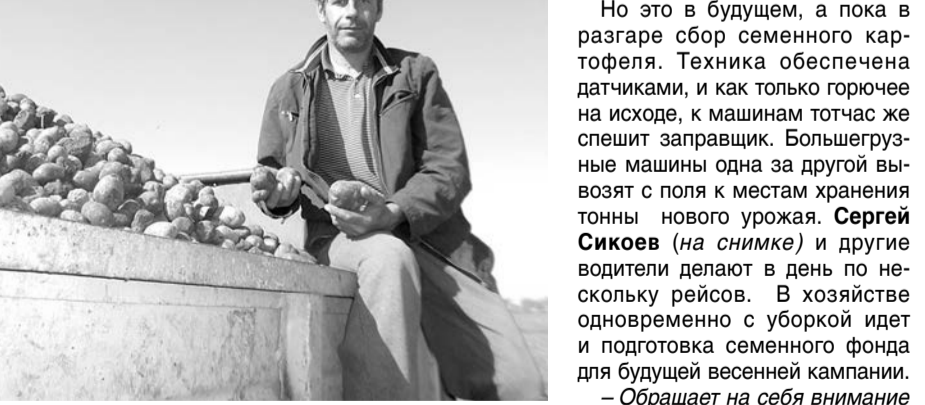 Но это в будущем, а пока в
разгаре сбор семенного кар-
тофеля. Техника обеспечена
датчиками, и как только горючее
на исходе, к машинам тотчас же
спешит заправщик. Большегруз-
ные машины одна за другой вы-
возят с поля к местам хранения
тонны нового урожая. Сергей
Сикоев (на снимке) и другие
водители делают в день по не-
скольку рейсов. В хозяйстве
одновременно с уборкой идет
и подготовка семенного фонда
для будущей весенней кампании.
– Обращает на себя внимание